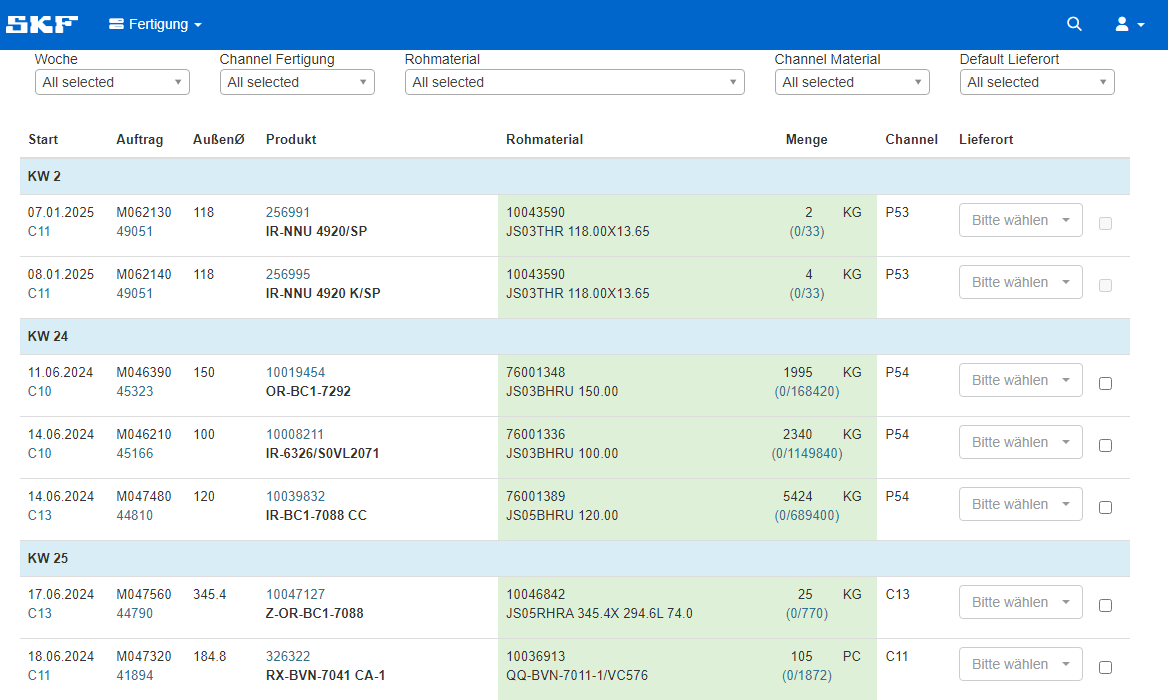 SKF Fertigung
Woche Channel Fertigung Rohmaterial Channel Material Default Lieferort
All selected All selected All selected All selected All selected
Start Auftrag AußenØ Produkt Rohmaterial Menge Channel Lieferort
KW 2
07.01.2025 M062130 118 256991 10043590 2 KG P53 Bitte wählen
C11 49051 IR-NNU 4920/SP JS03THR 118.00X13.65 (0/33)
08.01.2025 M062140 118 256995 10043590 4 KG P53 Bitte wählen
C11 49051 IR-NNU 4920 K/SP JS03THR 118.00X13.65 (0/33)
KW 24
11.06.2024 M046390 150 10019454 76001348 1995 KG P54 Bitte wählen
C10 45323 OR-BC1-7292 JS03BHRU 150.00 (0/168420)
14.06.2024 M046210 100 10008211 76001336 2340 KG P54 Bitte wählen
C10 45166 IR-6326/S0VL2071 JS03BHRU 100.00 (0/1149840)
14.06.2024 M047480 120 10039832 76001389 5424 KG P54 Bitte wählen
C13 44810 IR-BC1-7088 CC JS05BHRU 120.00 (0/689400)
KW 25
17.06.2024 M047560 345.4 10047127 10046842 25 KG C13 Bitte wählen
C13 44790 Z-OR-BC1-7088 JS05RHRA 345.4X 294.6L 74.0 (0/770)
18.06.2024 M047320 184.8 326322 10036913 105 PC C11 Bitte wählen
C11 41894 RX-BVN-7041 CA-1 QQ-BVN-7011-1/VC576 (0/1872)